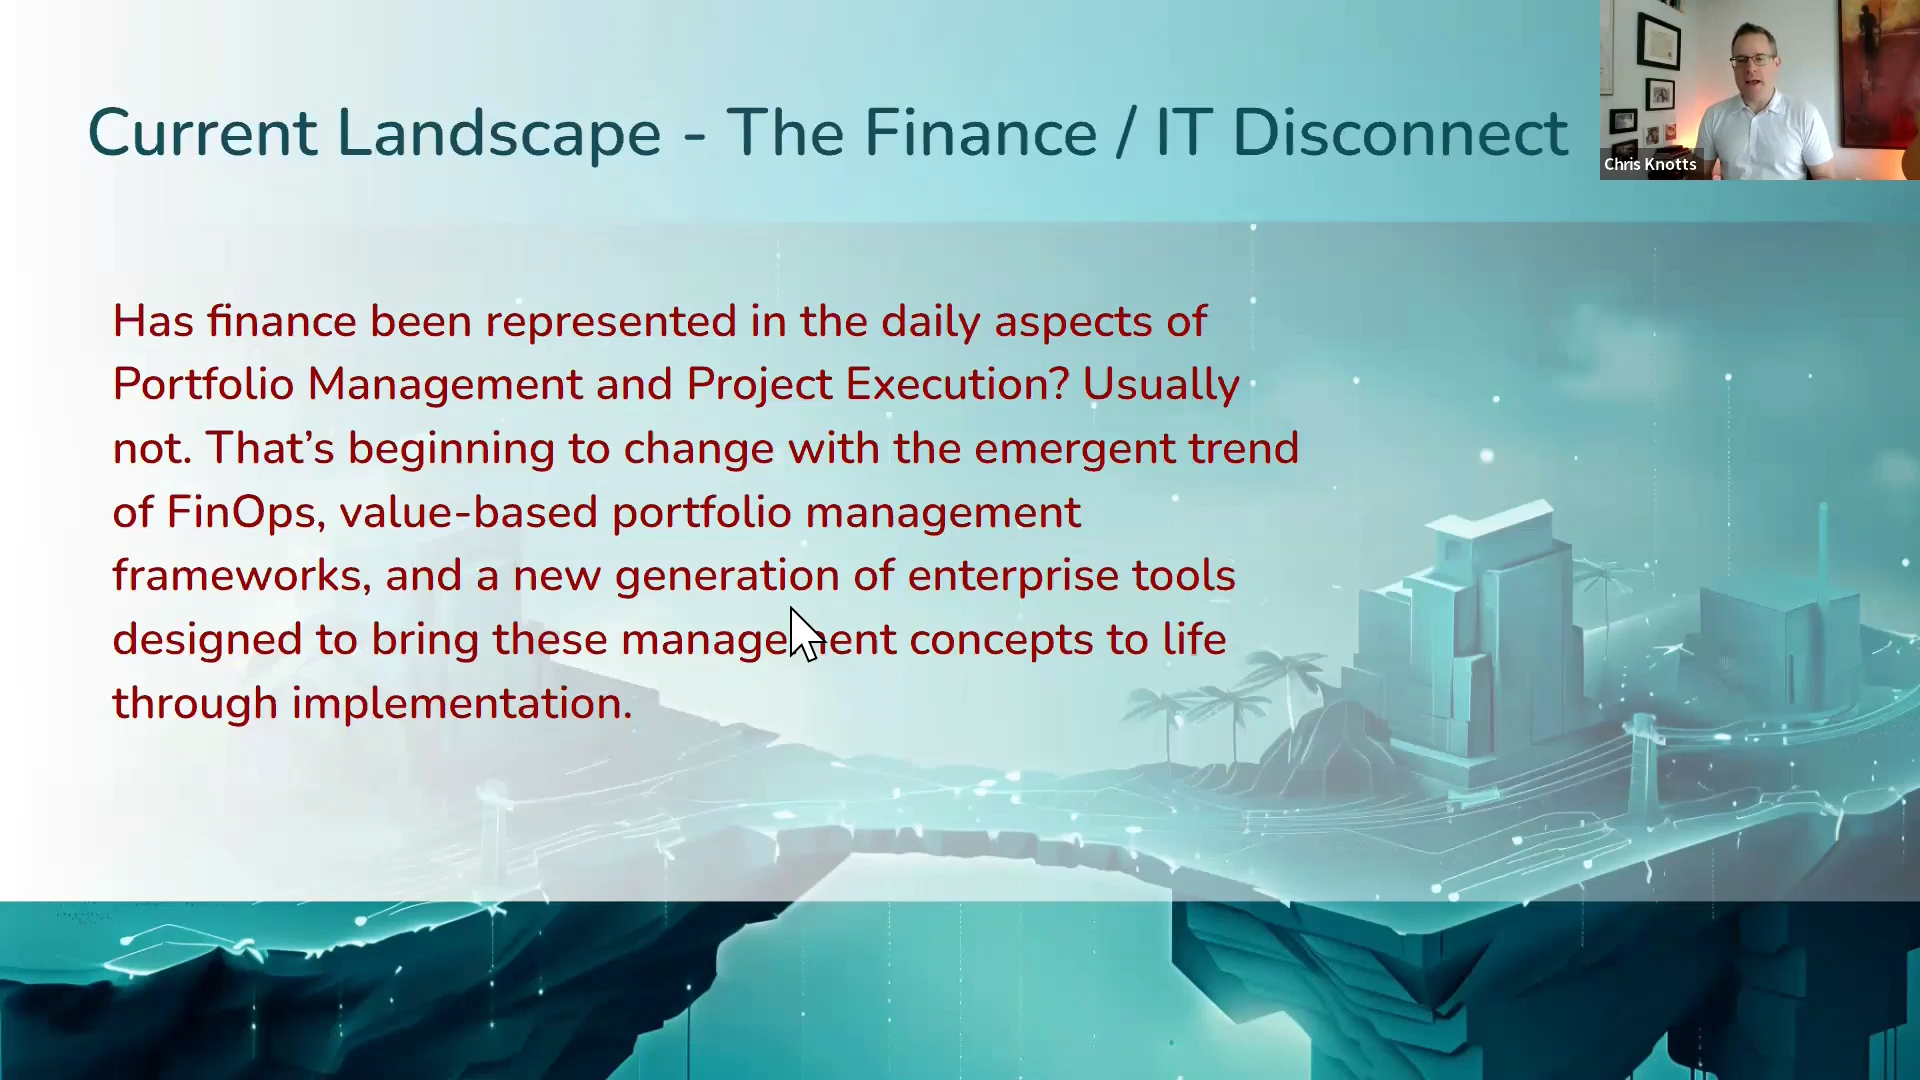 Current Landscape - The Finance / IT Disconnect
Chris Knotts
Has finance been represented in the daily aspects of
Portfolio Management and Project Execution? Usually
not. That’s beginning to change with the emergent trend
of FinOps, value-based portfolio management
frameworks, and a new generation of enterprise tools
designed to bring these management concepts to life
through implementation.